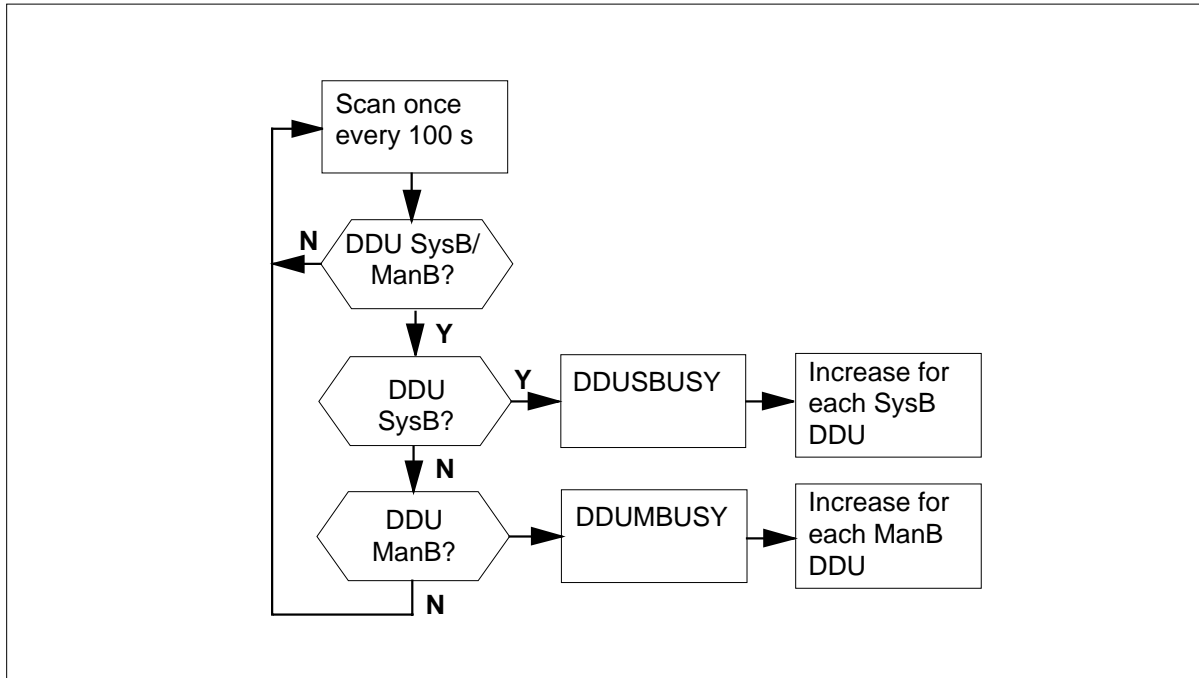 Scan once
every 100 s
N
DDU SysB/
ManB?
Y
DDU
SysB?
Y
DDUSBUSY
Increase for
each SysB
DDU
N
DDU
ManB?
DDUMBUSY
Increase for
each ManB
DDU
N